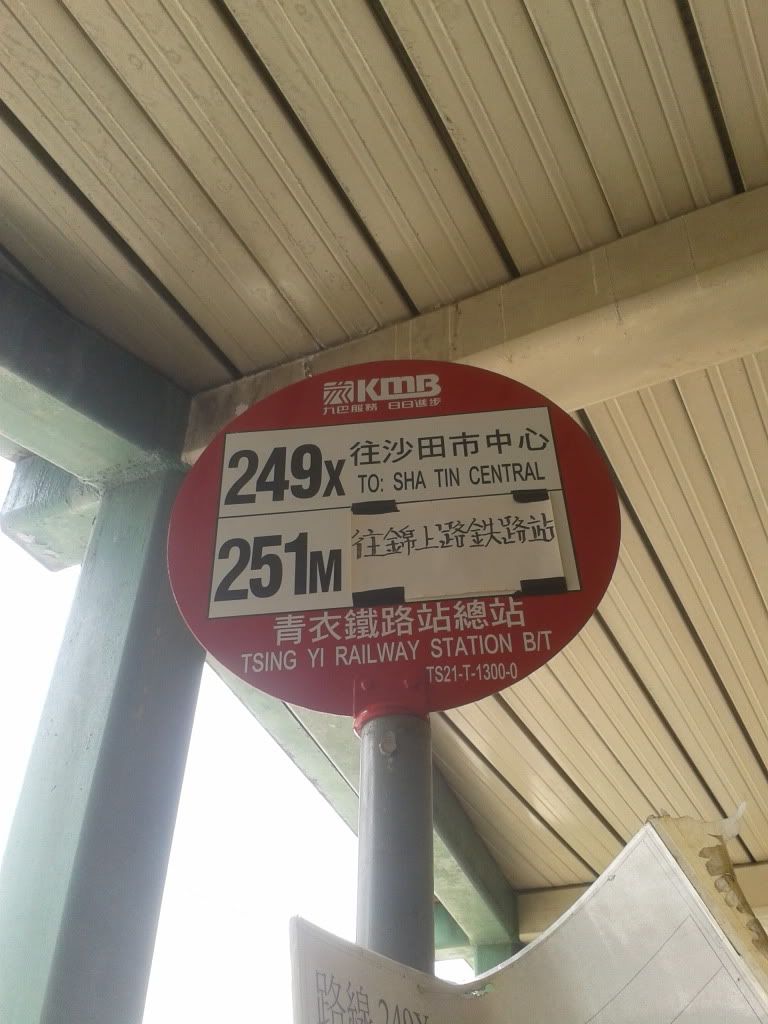 KMB
九巴服務 日日進步
249X 往沙田市中心
TO: SHA TIN CENTRAL
251M 往錦上路鉄路站
青衣鐵路站總站
TSING YI RAILWAY STATION B/T
TS21-T-1300-0
路線 249X